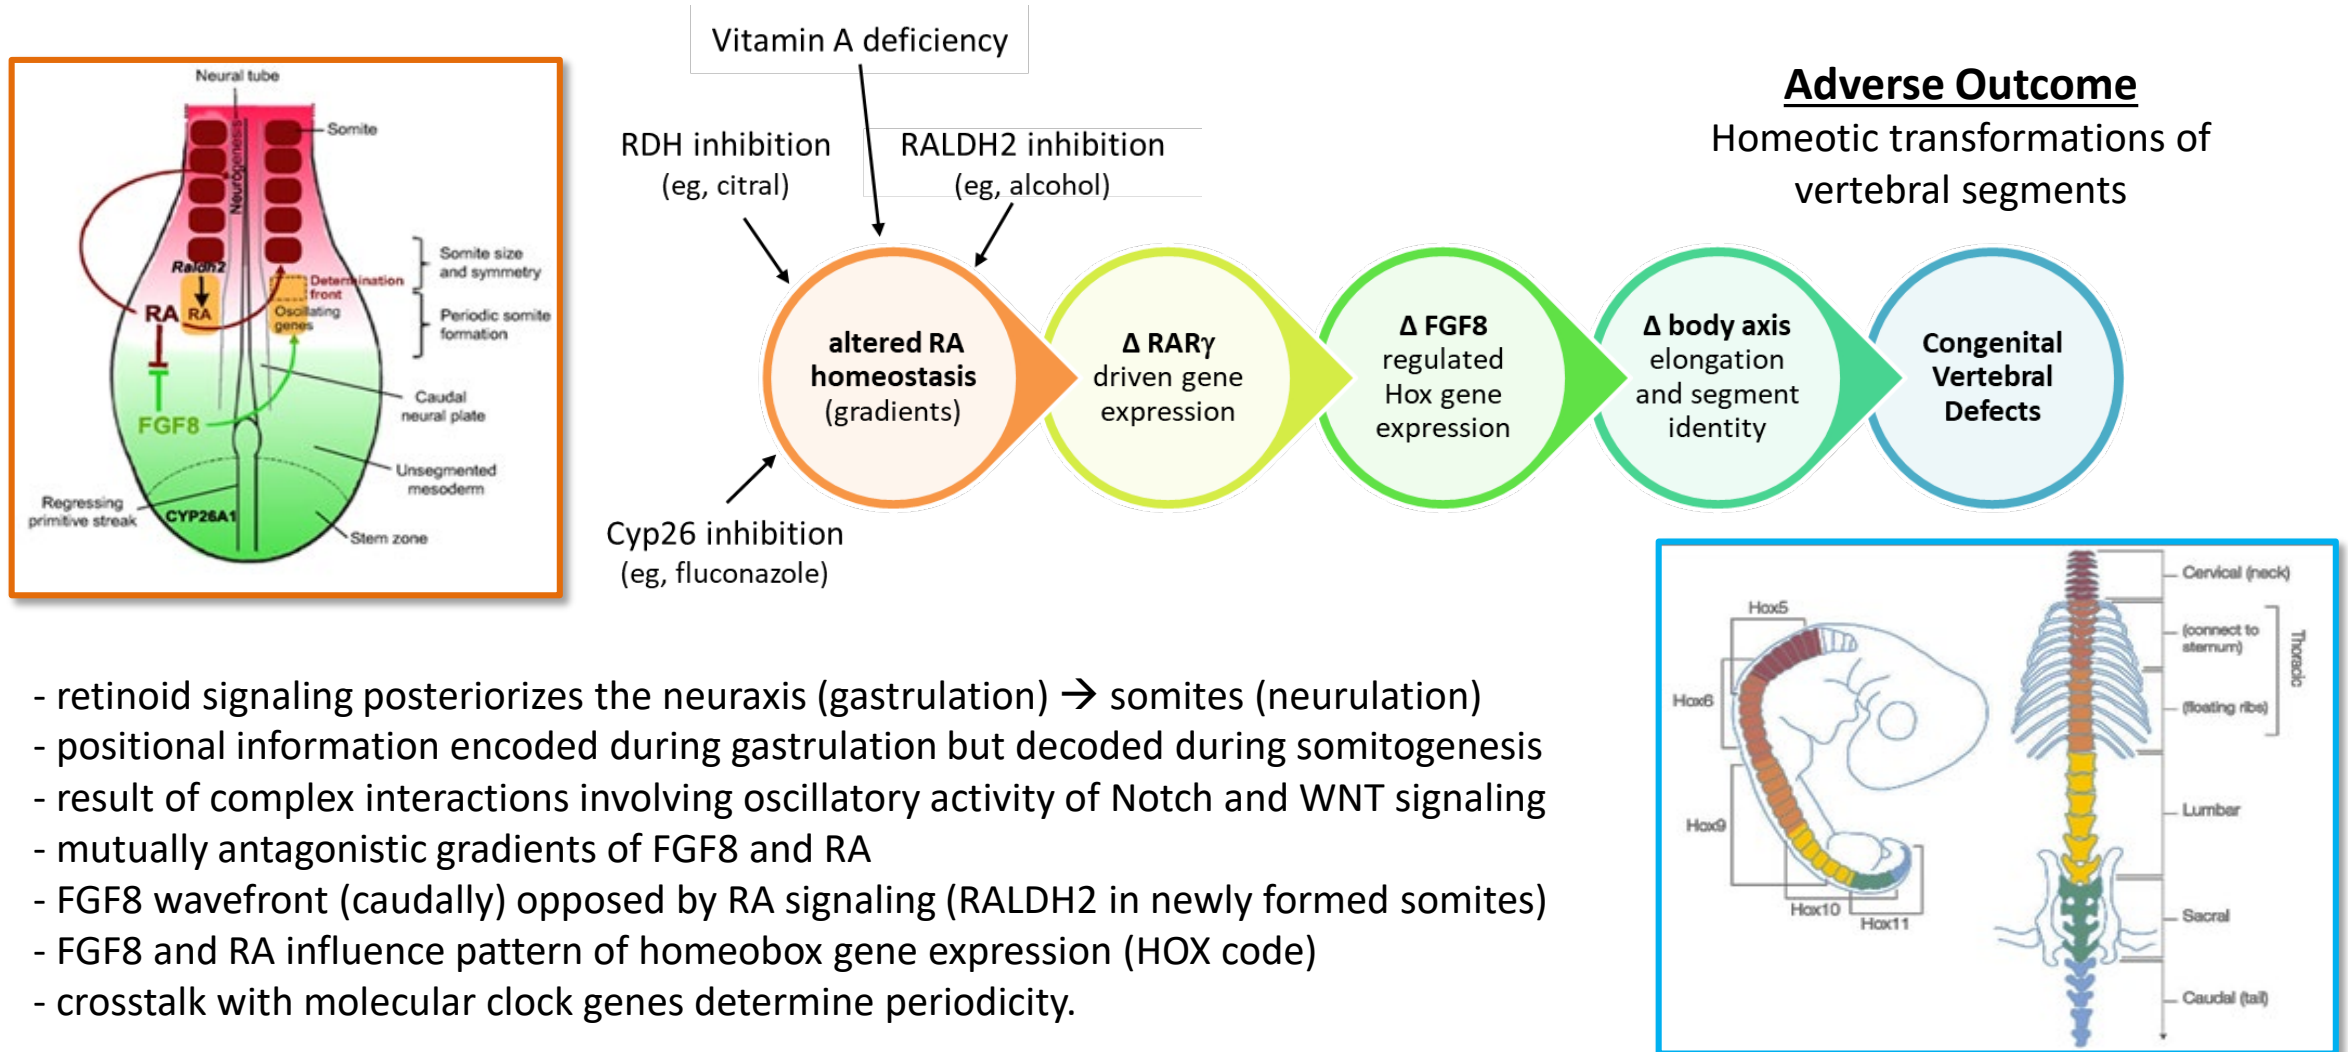 Neural tube
Somite
Neurogenesis
Raldh2
RA
RA
Determination
front
Oscillating
genes
Somite size
and symmetry
Periodic somite
formation
FGF8
Caudal
neural plate
Unsegmented
mesoderm
Regressing
primitive streak
CYP26A1
Stem zone
Vitamin A deficiency
RDH inhibition
(eg, citral)
RALDH2 inhibition
(eg, alcohol)
Cyp26 inhibition
(eg, fluconazole)
altered RA
homeostasis
(gradients)
Δ RARγ
driven gene
expression
Δ FGF8
regulated
Hox gene
expression
Δ body axis
elongation
and segment
identity
Congenital
Vertebral
Defects
Adverse Outcome
Homeotic transformations of
vertebral segments
- retinoid signaling posteriorizes the neuraxis (gastrulation) → somites (neurulation)
- positional information encoded during gastrulation but decoded during somitogenesis
- result of complex interactions involving oscillatory activity of Notch and WNT signaling
- mutually antagonistic gradients of FGF8 and RA
- FGF8 wavefront (caudally) opposed by RA signaling (RALDH2 in newly formed somites)
- FGF8 and RA influence pattern of homeobox gene expression (HOX code)
- crosstalk with molecular clock genes determine periodicity.
Hox5
Hox6
Hox9
Hox10
Hox11
Cervical (neck)
(connect to
sternum)
Thoracic
(floating ribs)
Lumbar
Sacral
Caudal (tail)